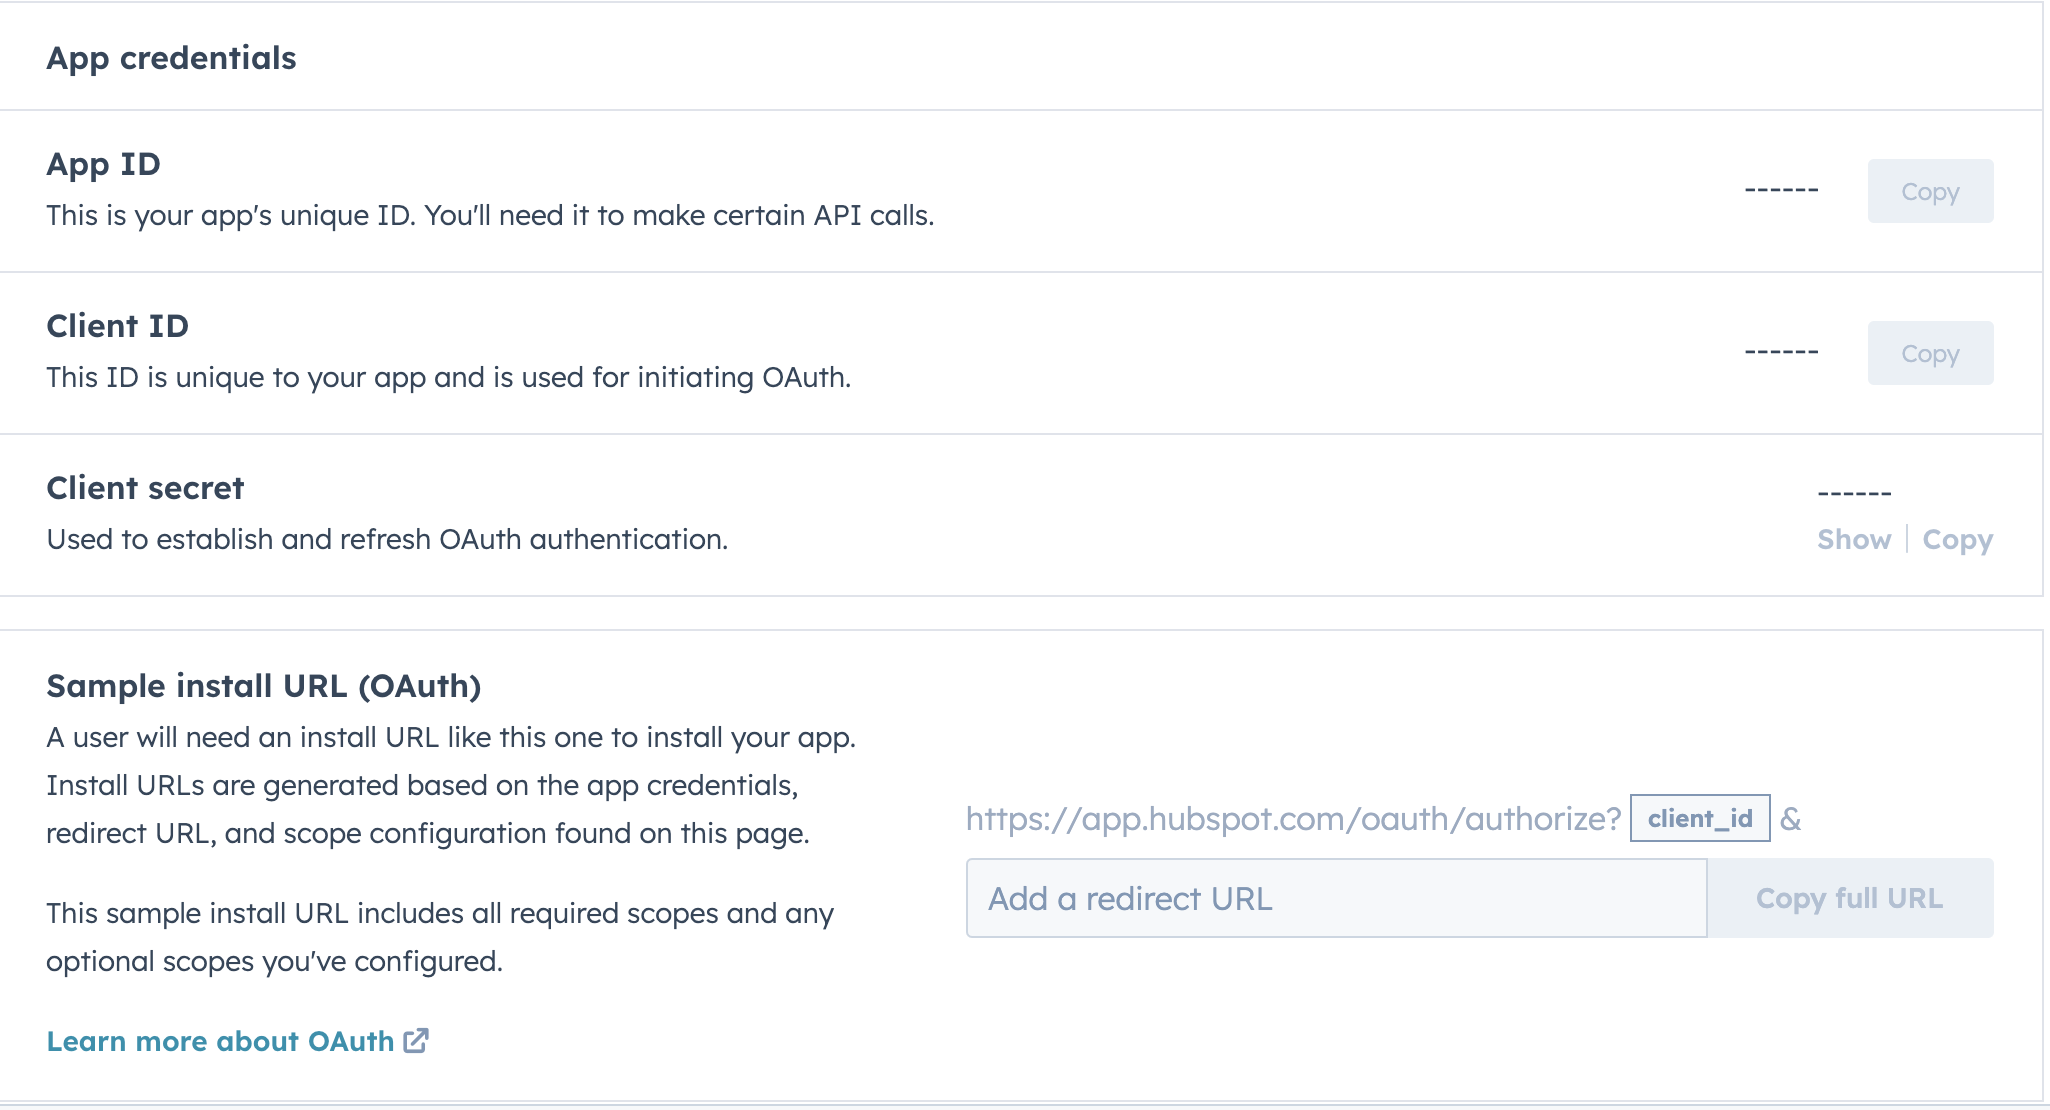 App credentials
App ID
This is your app's unique ID. You'll need it to make certain API calls.
------
Copy
Client ID
This ID is unique to your app and is used for initiating OAuth.
------
Copy
Client secret
Used to establish and refresh OAuth authentication.
------
Show | Copy
Sample install URL (OAuth)
A user will need an install URL like this one to install your app.
Install URLs are generated based on the app credentials,
redirect URL, and scope configuration found on this page.
This sample install URL includes all required scopes and any
optional scopes you've configured.
Learn more about OAuth
https://app.hubspot.com/oauth/authorize? client_id &
Add a redirect URL
Copy full URL